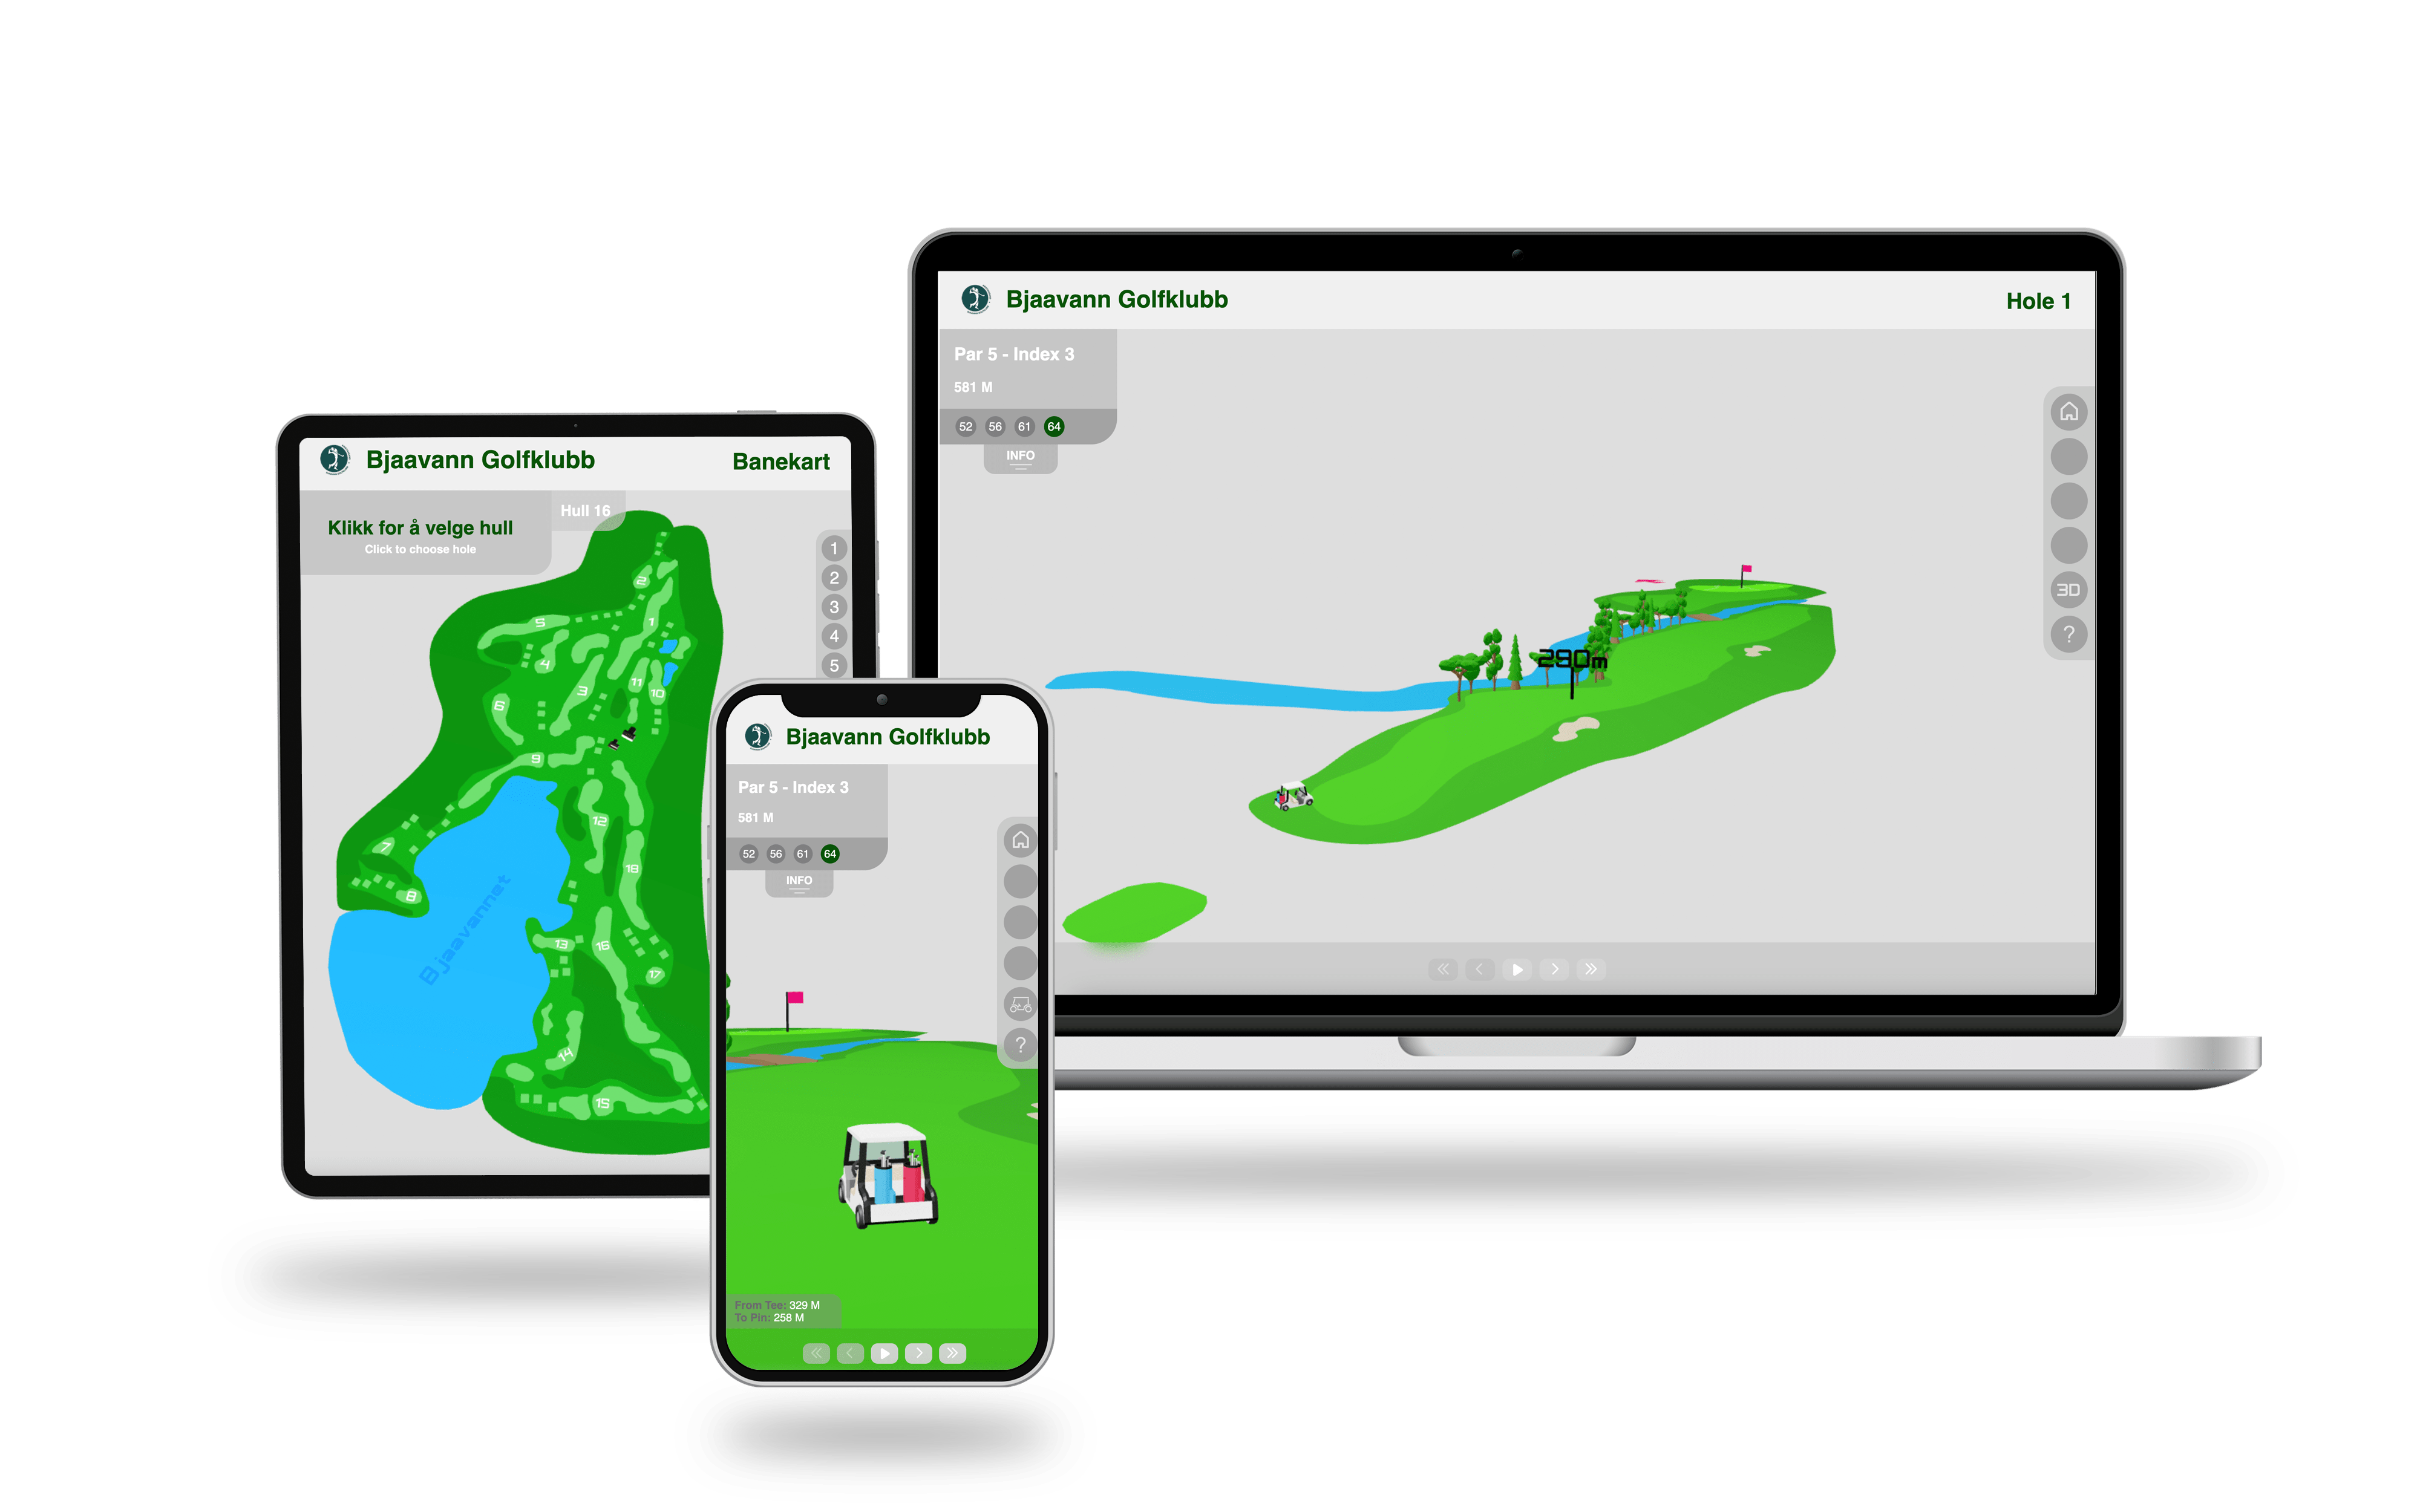 Bjaavann Golfklubb
Banekart
Klikk for å velge hull
Click to choose hole
Hull 16
1
2
3
4
5
2
5
1
4
3
11
10
6
9
12
7
18
8
Bjaavannet
13
16
17
14
15
Bjaavann Golfklubb
Par 5 - Index 3
581 M
52 56 61 64
INFO
?
From Tee: 329 M
To Pin: 258 M
Bjaavann Golfklubb
Hole 1
Par 5 - Index 3
581 M
52 56 61 64
INFO
3D
?
290m